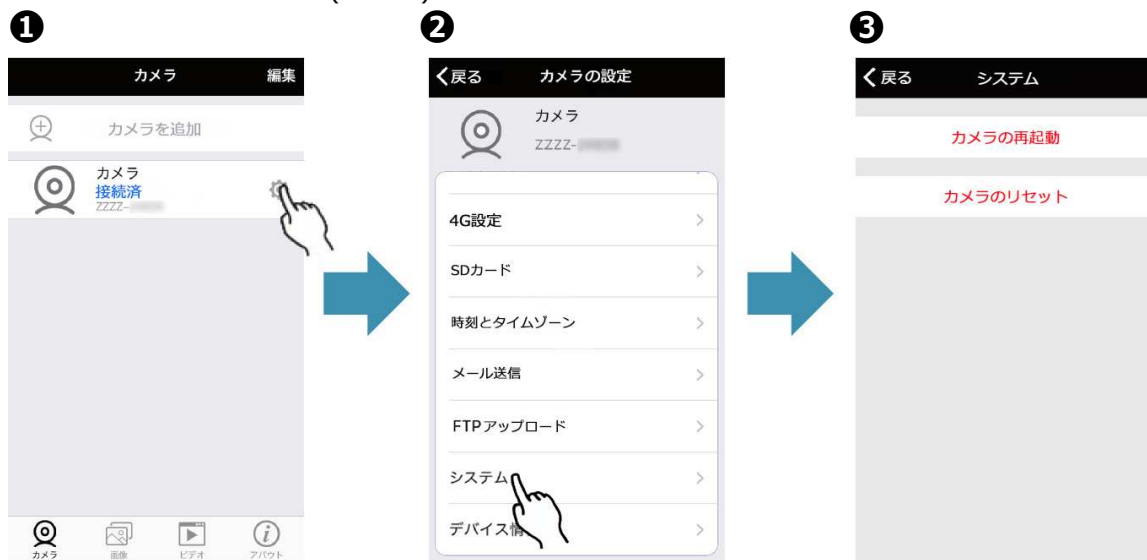 ❶
カメラ 編集
カメラを追加
カメラ
接続済
ZZZZ-
カメラ
画像
ビデオ
アバウト
❷
戻る カメラの設定
カメラ
ZZZZ-
4G設定
SDカード
時刻とタイムゾーン
メール送信
FTPアップロード
システム
デバイス情
❸
戻る システム
カメラの再起動
カメラのリセット